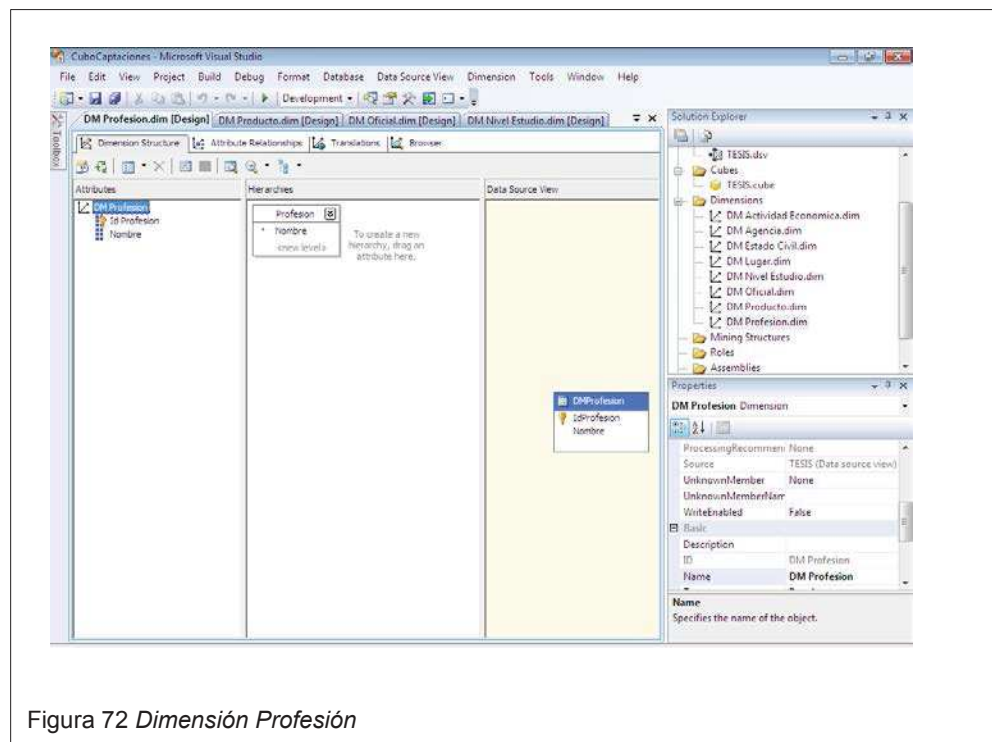 CuboCaptaciones - Microsoft Visual Studio
File Edit View Project Build Debug Format Database Data Source View Dimension Tools Window Help
Development
DM Profesion.dim [Design] DM Producto.dim [Design] DM Oficial.dim [Design] DM Nivel Estudio.dim [Design]
Toolbox
Dimension Structure Attribute Relationships Translations Browser
Attributes
DM Profesion
Id Profesion
Nombre
Hierarchies
Profesion
Nombre
<new level>
To create a new
hierarchy, drag an
attribute here.
Data Source View
DMProfesion
IdProfesion
Nombre
Solution Explorer
TESIS.dsv
Cubes
TESIS.cube
Dimensions
DM Actividad Economica.dim
DM Agencia.dim
DM Estado Civil.dim
DM Lugar.dim
DM Nivel Estudio.dim
DM Oficial.dim
DM Producto.dim
DM Profesion.dim
Mining Structures
Roles
Assemblies
Properties
DM Profesion Dimension
ProcessingRecommen None
Source TESIS (Data source view)
UnknownMember None
UnknownMemberNam
WriteEnabled False
Basic
Description
ID DM Profesion
Name DM Profesion
Name
Specifies the name of the object.
Figura 72 Dimensión Profesión